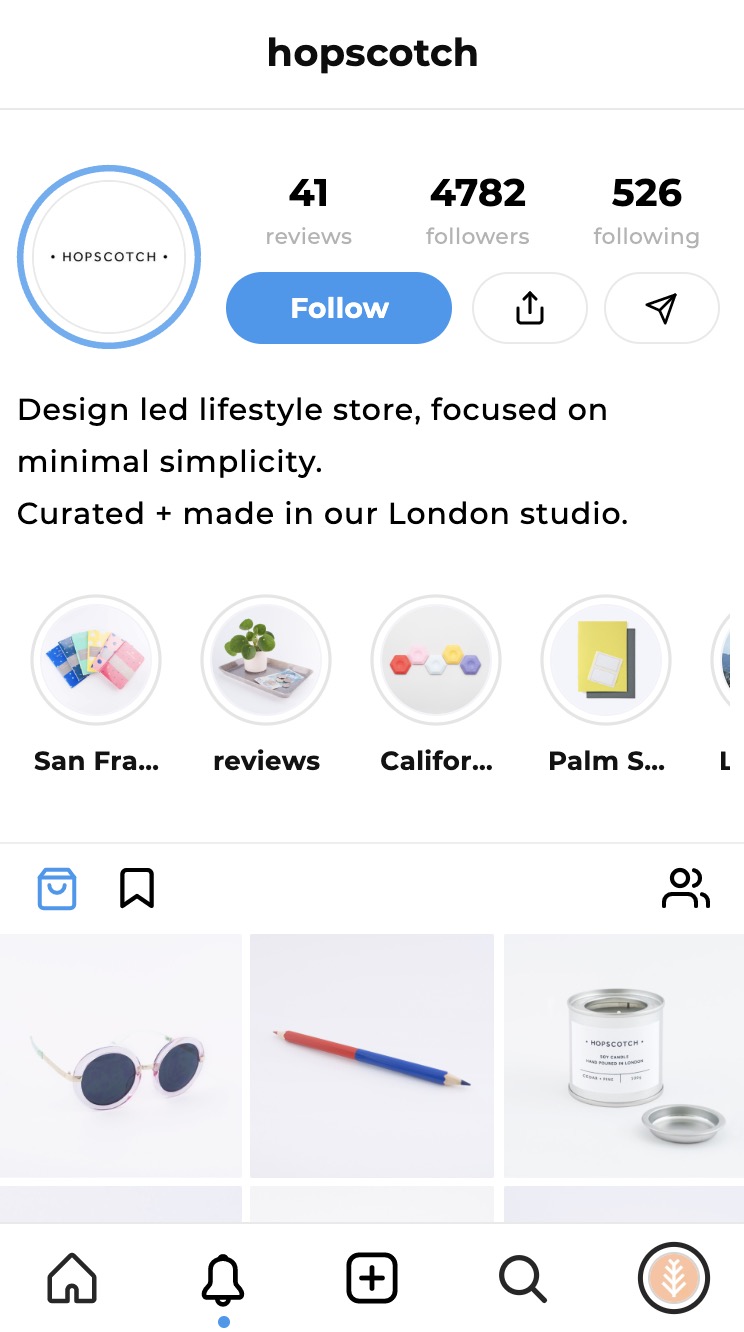 hopscotch
• HOPSCOTCH •
41
reviews
4782
followers
526
following
Follow
Design led lifestyle store, focused on
minimal simplicity.
Curated + made in our London studio.
San Fra...
reviews
Califor...
Palm S...
L
• HOPSCOTCH •
SOY CANDLE
HAND POURED IN LONDON
CEDAR + PINE